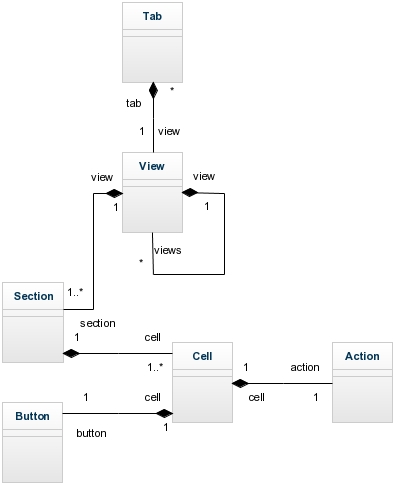 Tab
*
tab
1 view
View
view view
1 1
views
*
1..*
Section
section
1 cell
1..*
Cell
1 action
cell 1
Action
1 cell
button 1
Button